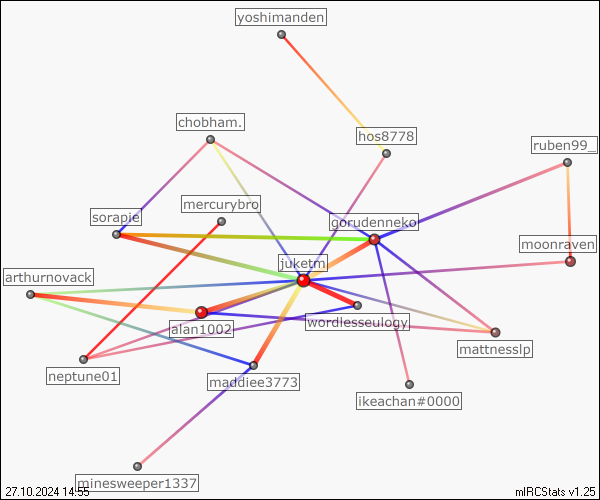 yoshimanden
chobham.
hos8778
ruben99_
mercurybro
sorapie
gorudenneko
moonraven
juketm
arthurnovack
wordlesseulogy
alan1002
mattnesslp
neptune01
maddiee3773
ikeachan#0000
minesweeper1337
27.10.2024 14:55
mIRCStats v1.25